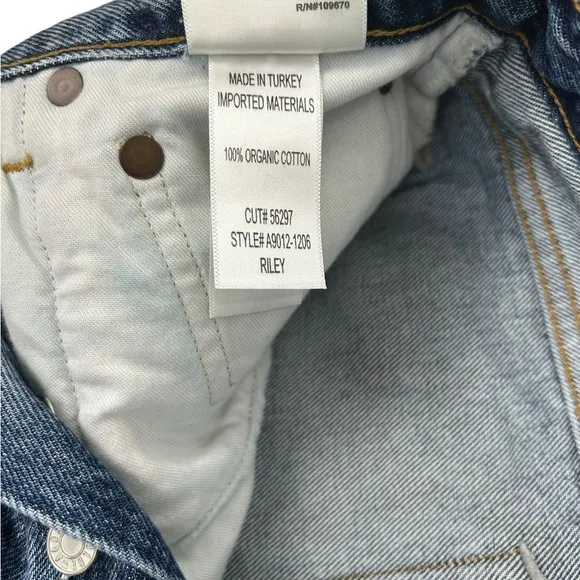 R/N#109670
MADE IN TURKEY
IMPORTED MATERIALS
100% ORGANIC COTTON
CUT# 56297
STYLE# A9012-1206
RILEY